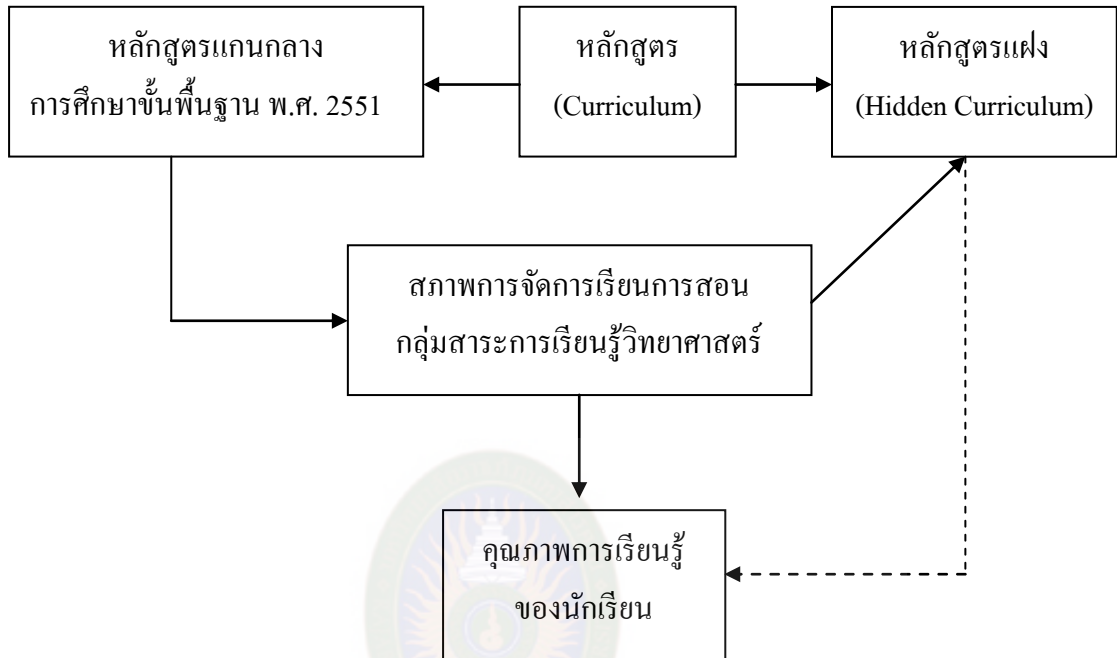 หลักสูตรแกนกลาง
การศึกษาขั้นพื้นฐาน พ.ศ. 2551
หลักสูตร
(Curriculum)
หลักสูตรแฝง
(Hidden Curriculum)
สภาพการจัดการเรียนการสอน
กลุ่มสาระการเรียนรู้วิทยาศาสตร์
คุณภาพการเรียนรู้
ของนักเรียน